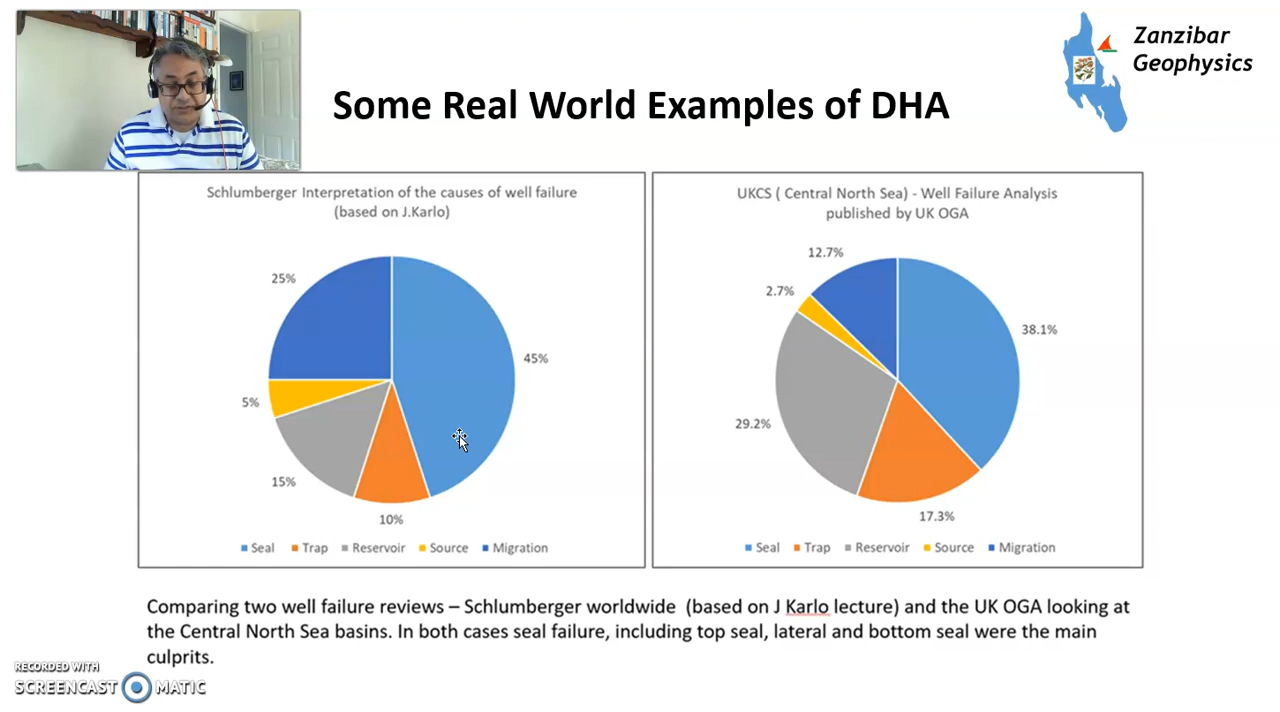 Zanzibar
Geophysics
Some Real World Examples of DHA
Schlumberger Interpretation of the causes of well failure
(based on J.Karlo)
25%
45%
5%
15%
10%
Seal Trap Reservoir Source Migration
UKCS ( Central North Sea) - Well Failure Analysis
published by UK OGA
12.7%
2.7%
38.1%
29.2%
17.3%
Seal Trap Reservoir Source Migration
Comparing two well failure reviews – Schlumberger worldwide (based on J Karlo lecture) and the UK OGA looking at
the Central North Sea basins. In both cases seal failure, including top seal, lateral and bottom seal were the main
culprits.
RECORDED WITH
SCREENCAST MATIC